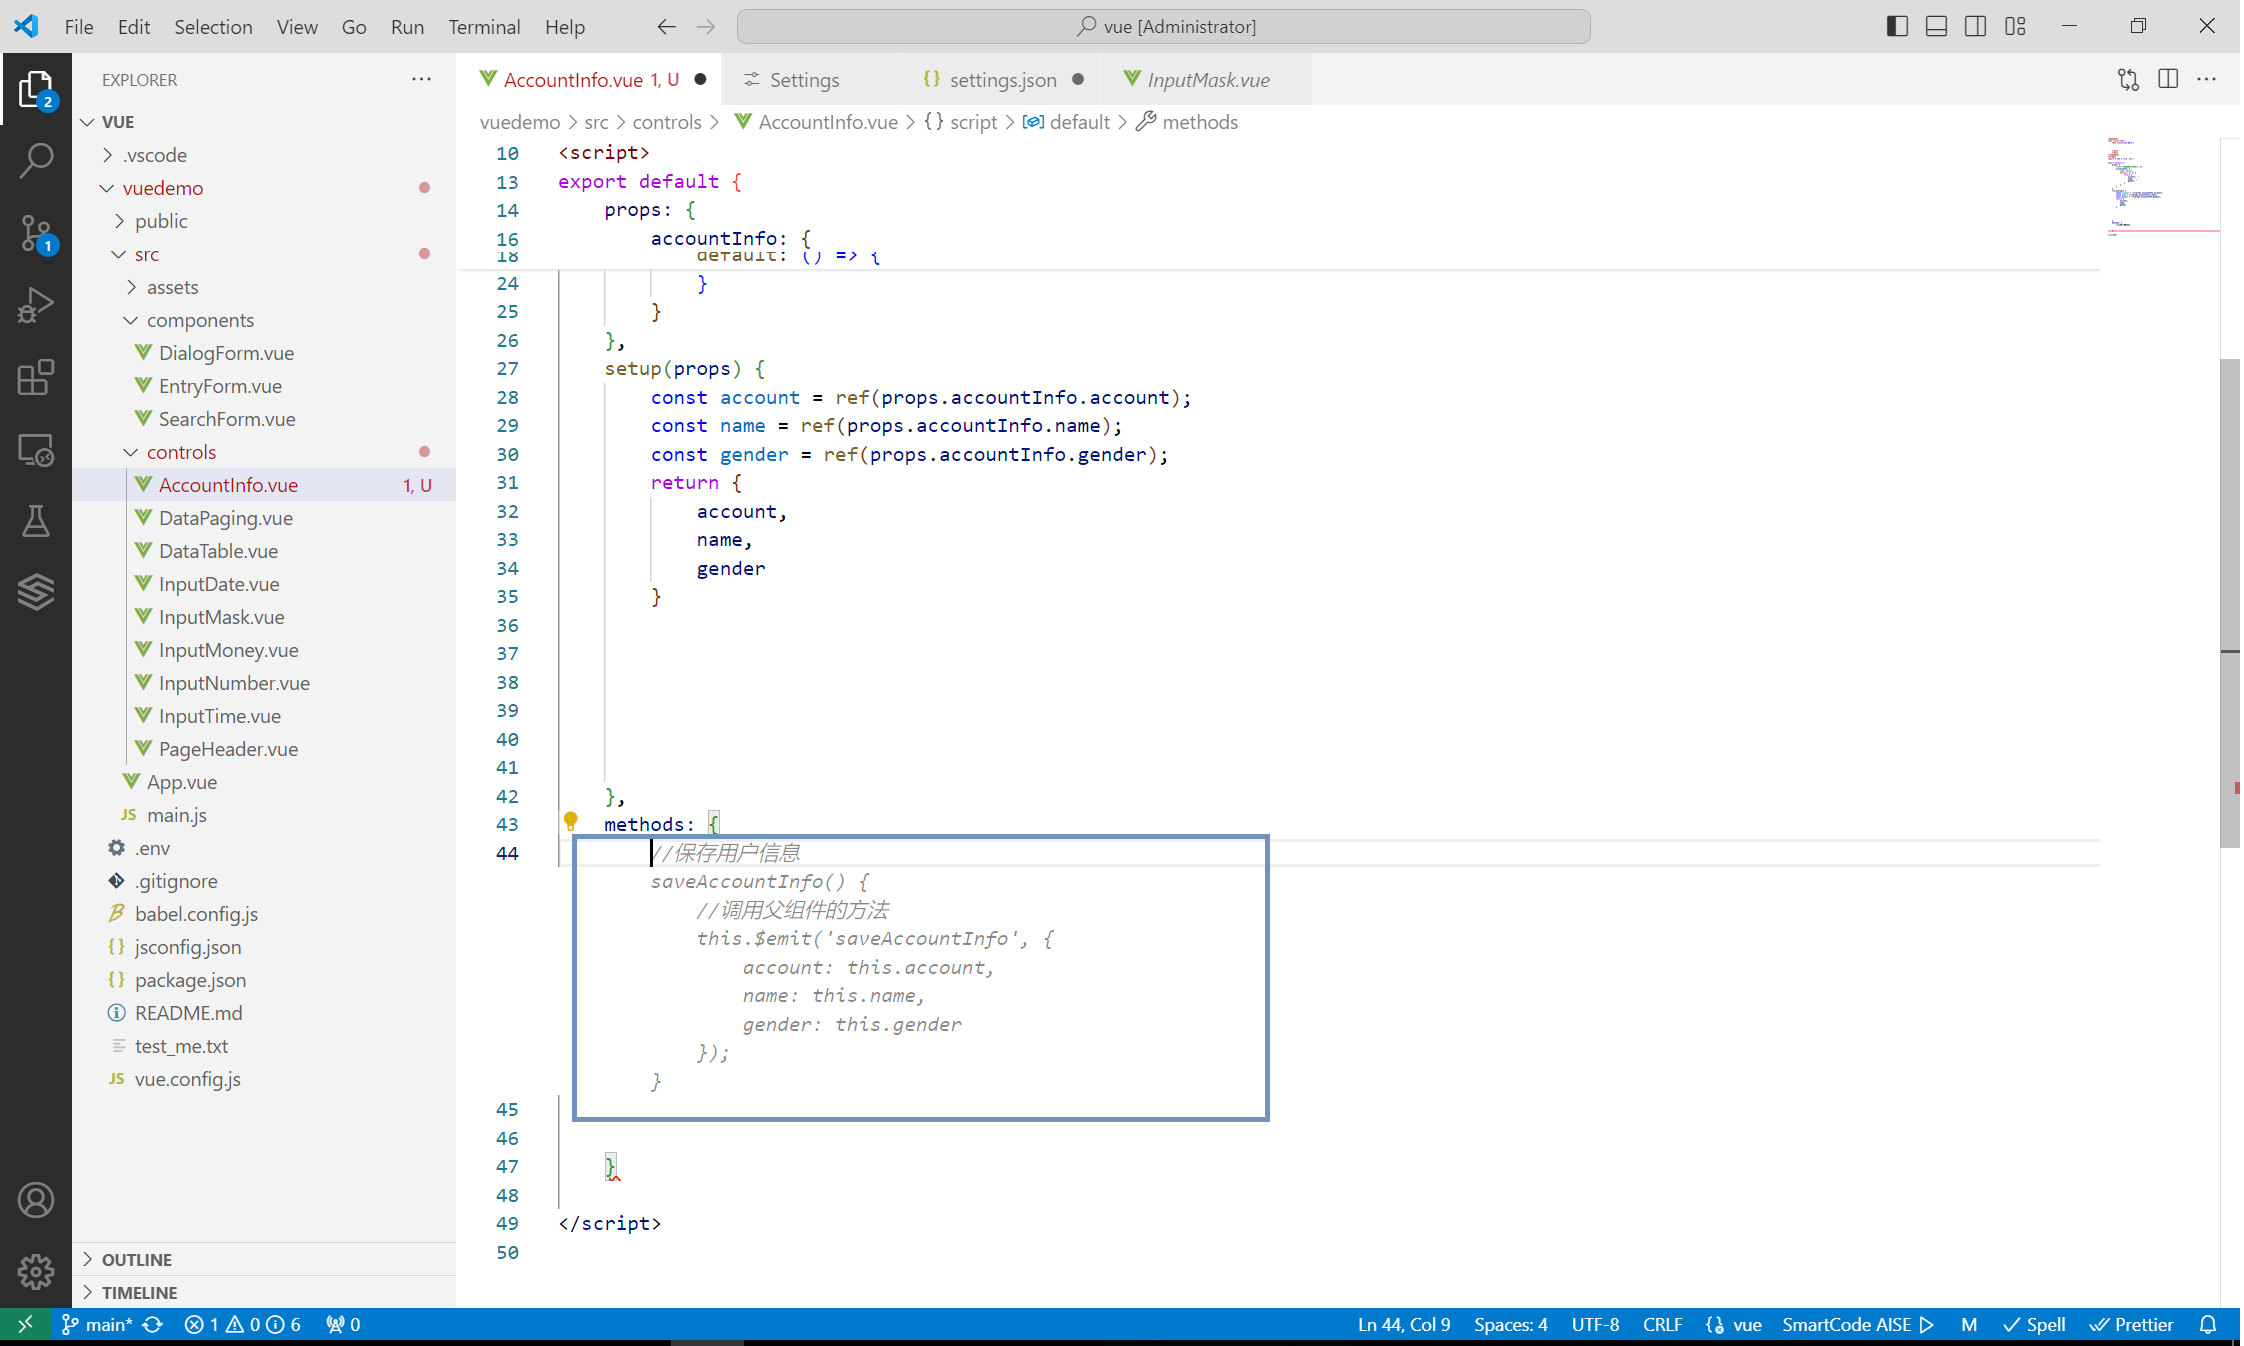 File Edit Selection View Go Run Terminal Help vue [Administrator]
EXPLORER
2
1
VUE
.vscode
vuedemo
public
src
assets
components
DialogForm.vue
EntryForm.vue
SearchForm.vue
controls
AccountInfo.vue 1, U
DataPaging.vue
DataTable.vue
InputDate.vue
InputMask.vue
InputMoney.vue
InputNumber.vue
InputTime.vue
PageHeader.vue
App.vue
JS main.js
.env
.gitignore
babel.config.js
{} jsconfig.json
{} package.json
README.md
test_me.txt
JS vue.config.js
OUTLINE
TIMELINE
AccountInfo.vue 1, U Settings {} settings.json InputMask.vue
vuedemo > src > controls > AccountInfo.vue > {} script > default > methods
10 <script>
13 export default {
14 props: {
16 accountInfo: {
18 default: () => {
24 }
25 }
26 },
27 setup(props) {
28 const account = ref(props.accountInfo.account);
29 const name = ref(props.accountInfo.name);
30 const gender = ref(props.accountInfo.gender);
31 return {
32 account,
33 name,
34 gender
35 }
36
37
38
39
40
41
42 },
43 methods: {
44 //保存用户信息
saveAccountInfo() {
//调用父组件的方法
this.$emit('saveAccountInfo', {
account: this.account,
name: this.name,
gender: this.gender
});
}
45
46
47 }
48
49 </script>
50
main* 1 0 6 0 Ln 44, Col 9 Spaces: 4 UTF-8 CRLF vue SmartCode AISE M Spell Prettier